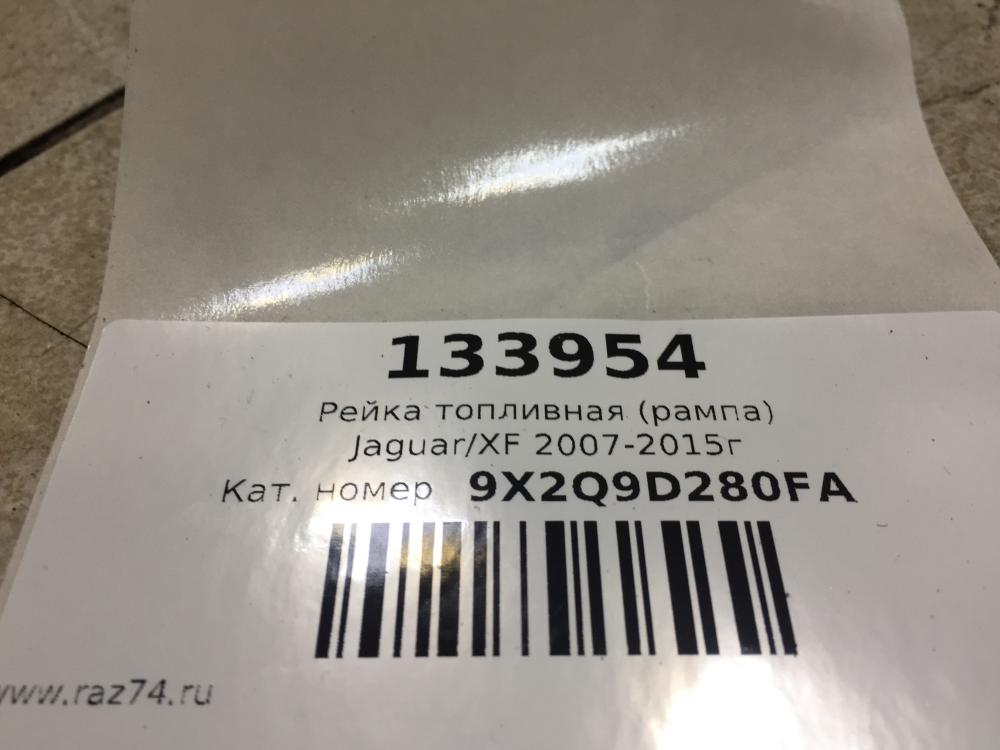 133954
Рейка топливная (рампа)
Jaguar/XF 2007-2015г
Кат. номер 9X2Q9D280FA
www.raz74.ru